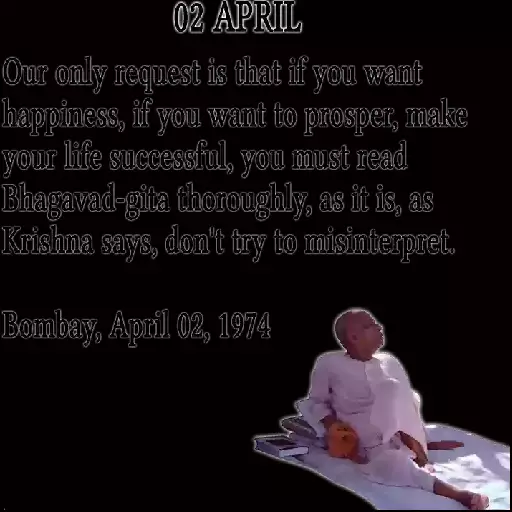 02 APRIL
Our only request is that if you want
happiness, if you want to prosper, make
your life successful, you must read
Bhagavad-gita thoroughly, as it is, as
Krishna says, don't try to misinterpret.
Bombay, April 02, 1974